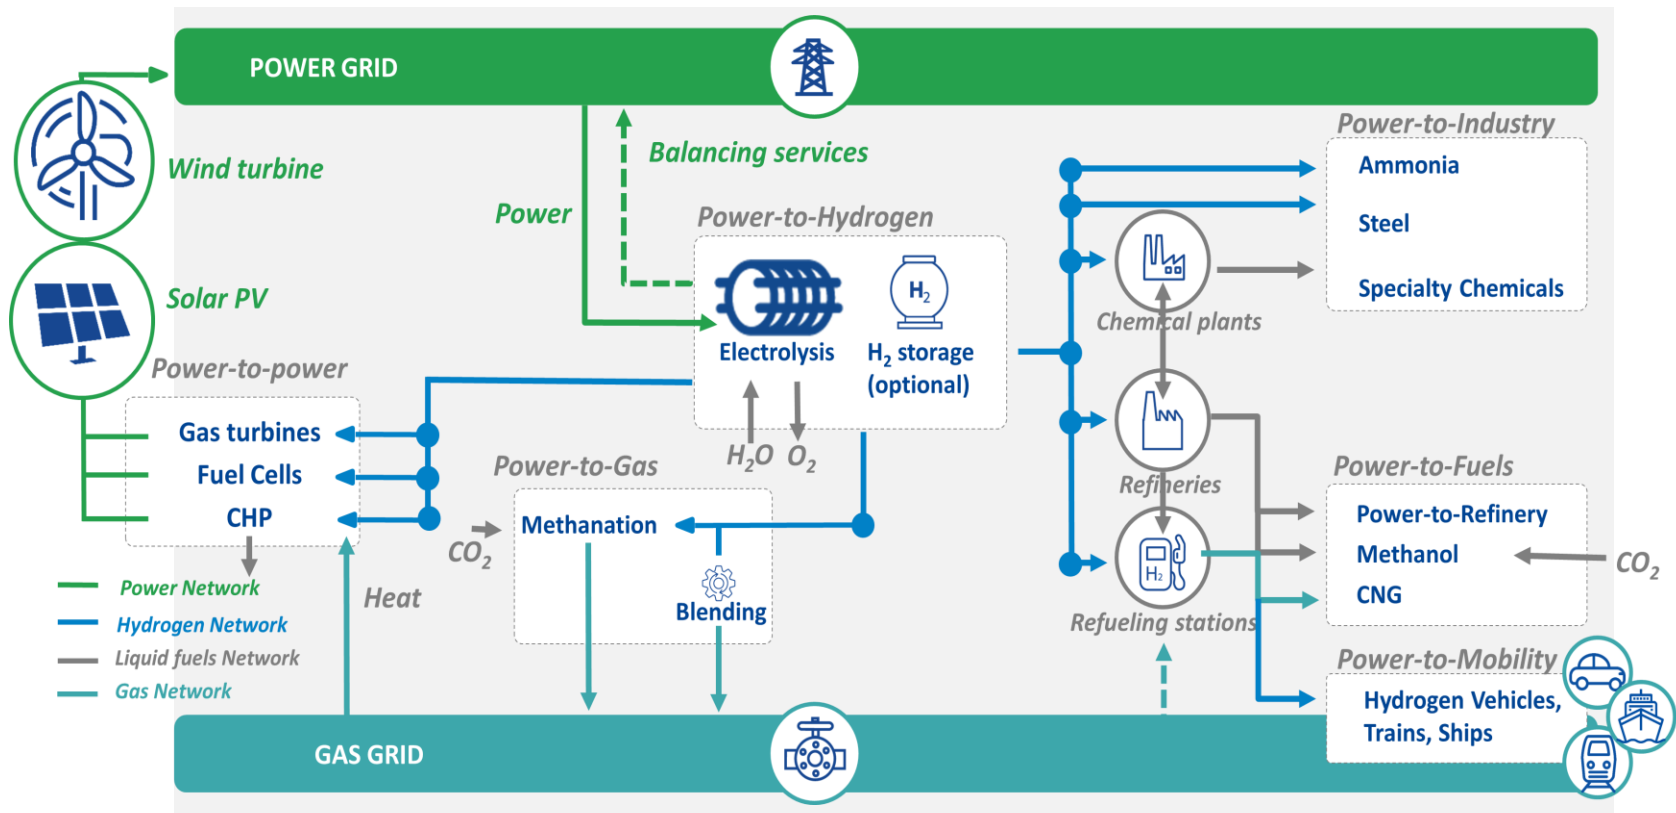 POWER GRID
Power-to-Industry
Balancing services
Wind turbine
Ammonia
Power
Power-to-Hydrogen
Steel
H2
Solar PV
Specialty Chemicals
Chemical plants
Electrolysis
H2 storage
(optional)
Power-to-power
Gas turbines
H2O
O2
Power-to-Gas
Power-to-Fuels
Fuel Cells
Refineries
CHP
Methanation
Power-to-Refinery
CO2
Methanol
CO2
H2
Power Network
Heat
Blending
CNG
Hydrogen Network
Refueling stations
Liquid fuels Network
Power-to-Mobility
Gas Network
Hydrogen Vehicles,
Trains, Ships
GAS GRID